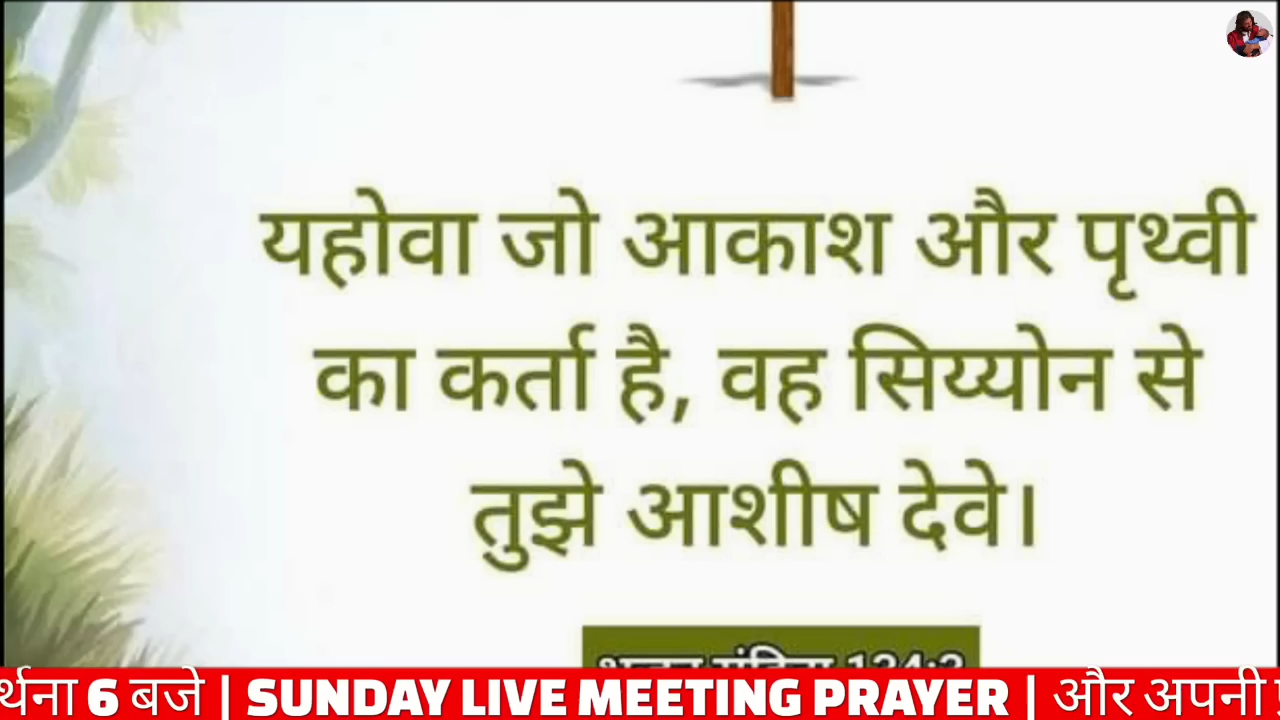 यहोवा जो आकाश और पृथ्वी
का कर्ता है, वह सिय्योन से
तुझे आशीष देवे।
र्थना 6 बजे | SUNDAY LIVE MEETING PRAYER | और अपनी